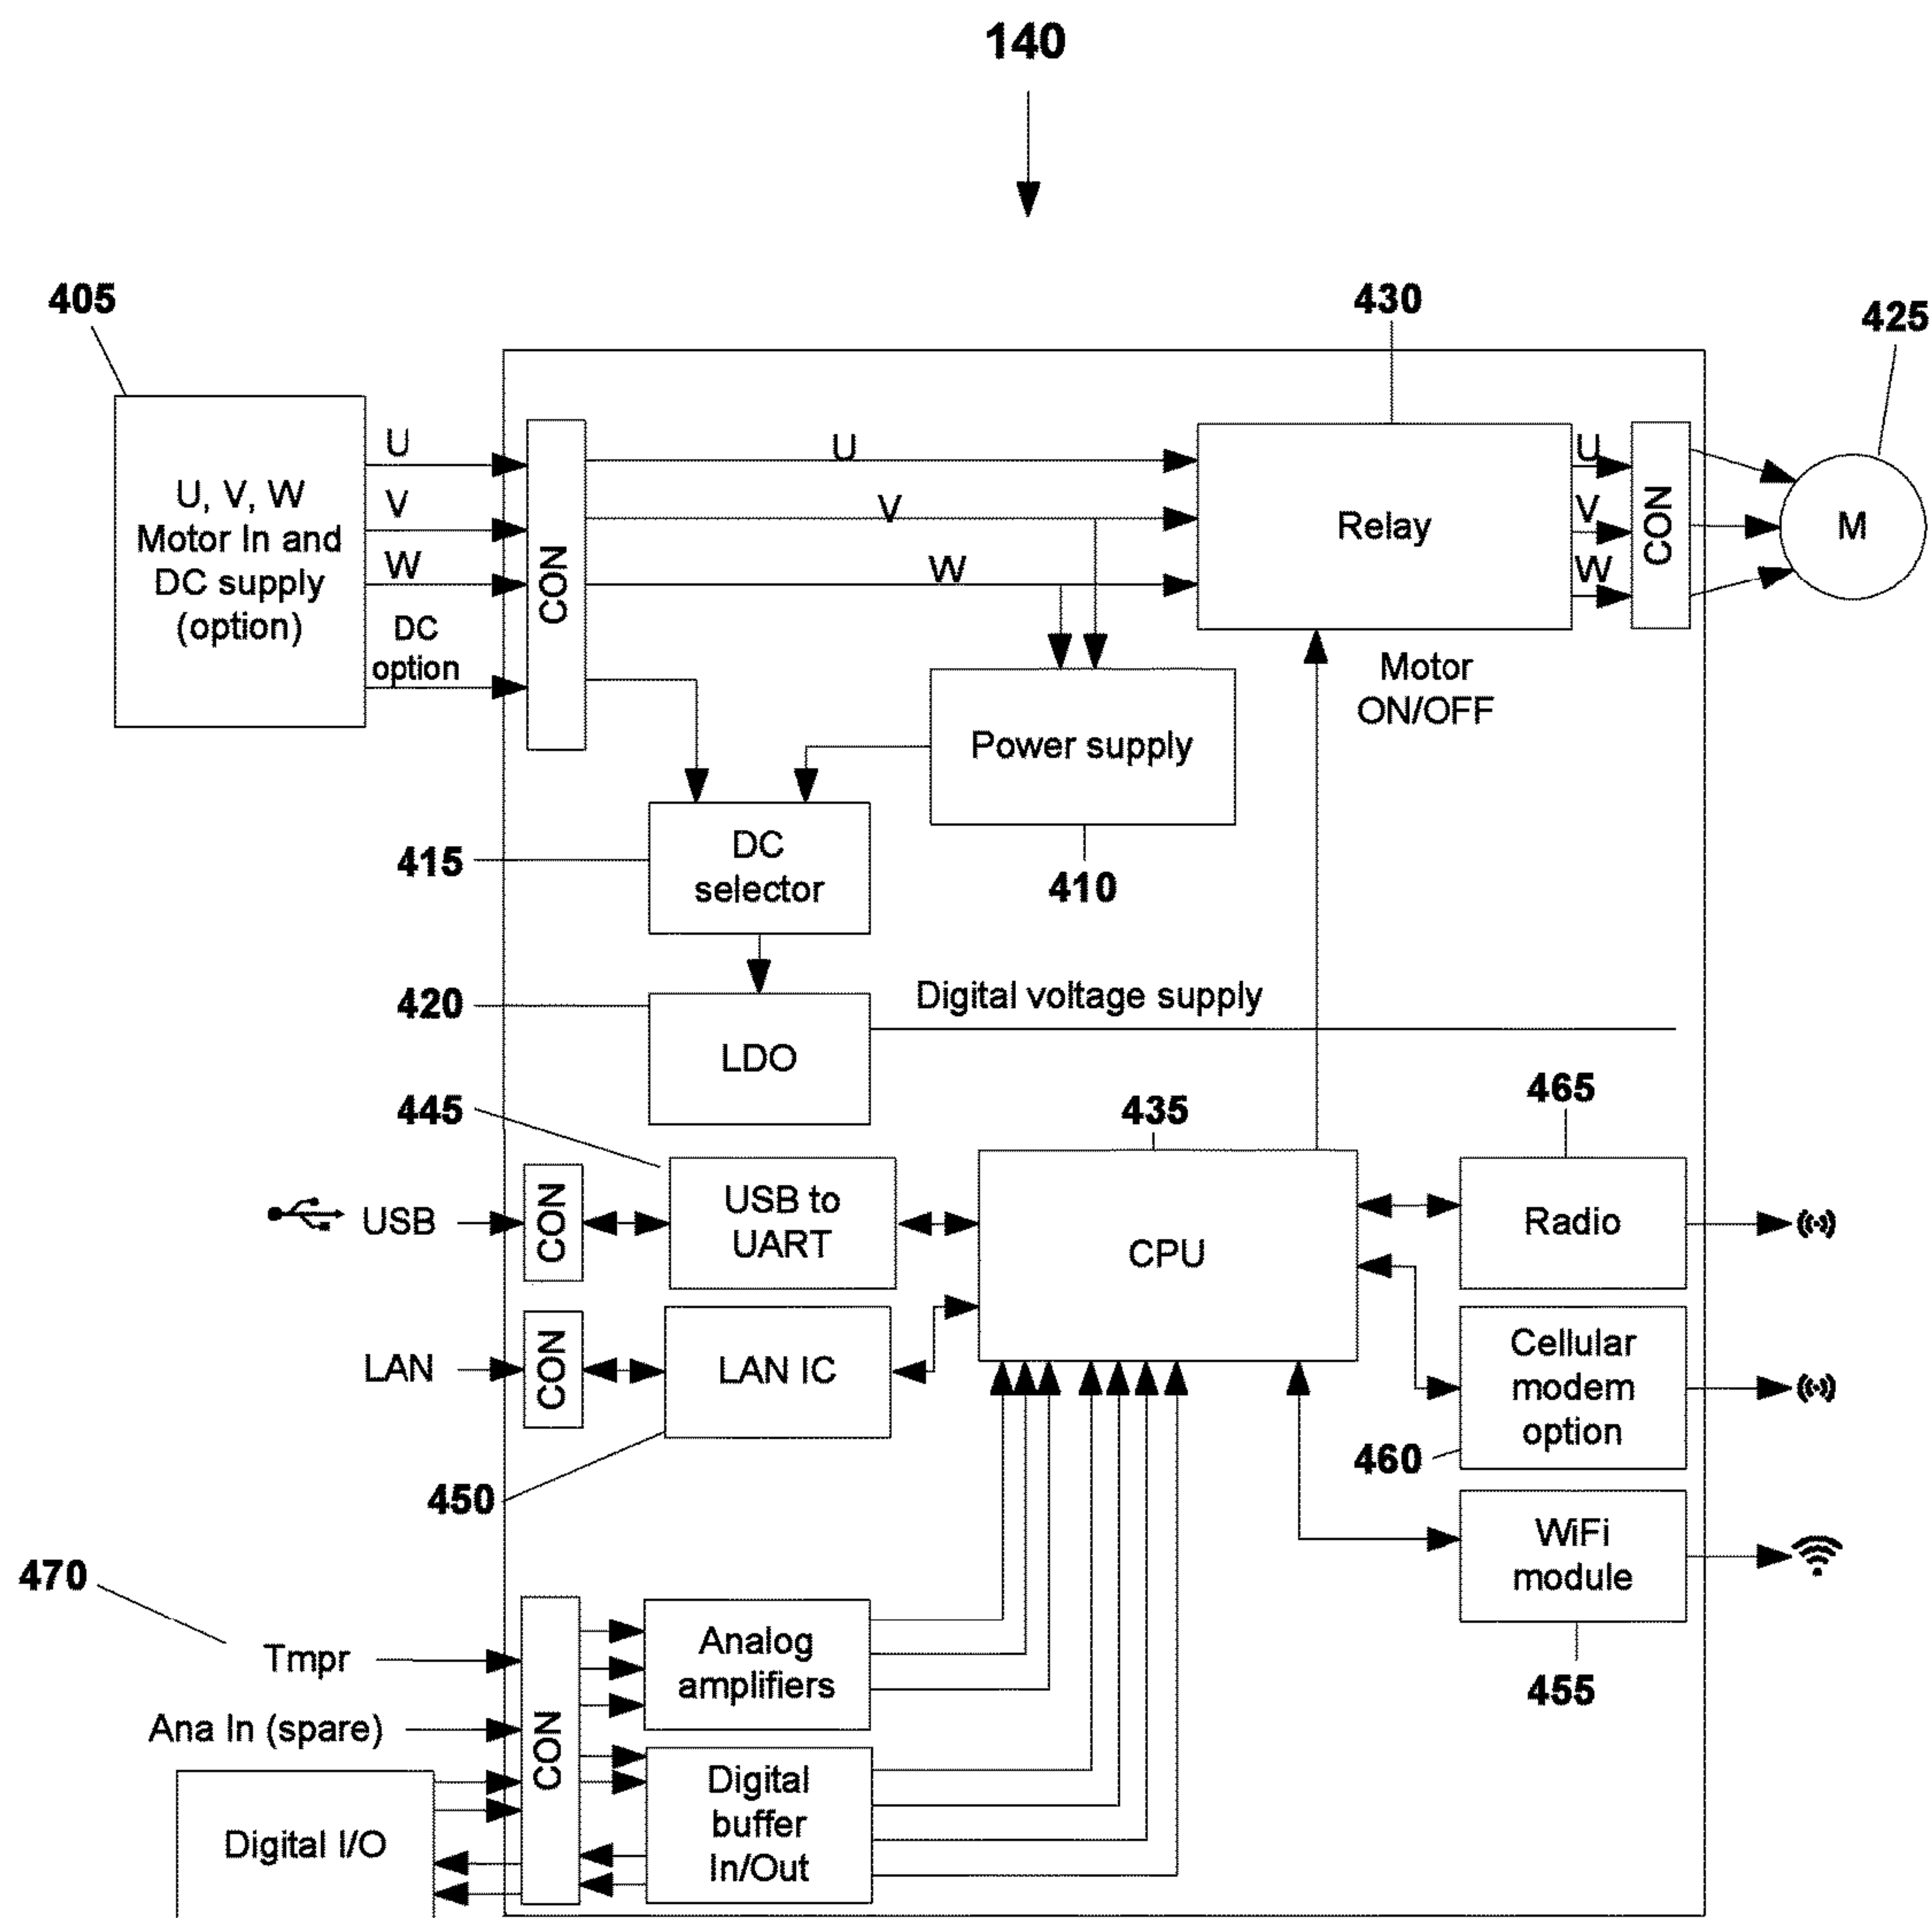 140
405
430
425
U, V, W
Motor In and
DC supply
(option)
U
V
W
DC
option
CON
U
V
W
Relay
U
V
W
CON
M
Motor
ON/OFF
Power supply
410
DC
selector
415
420
LDO
Digital voltage supply
445
435
465
USB
CON
USB to
UART
CPU
Radio
LAN
CON
LAN IC
450
Cellular
modem
option
460
WiFi
module
455
470
Tmpr
Ana In (spare)
Digital I/O
CON
Analog
amplifiers
Digital
buffer
In/Out